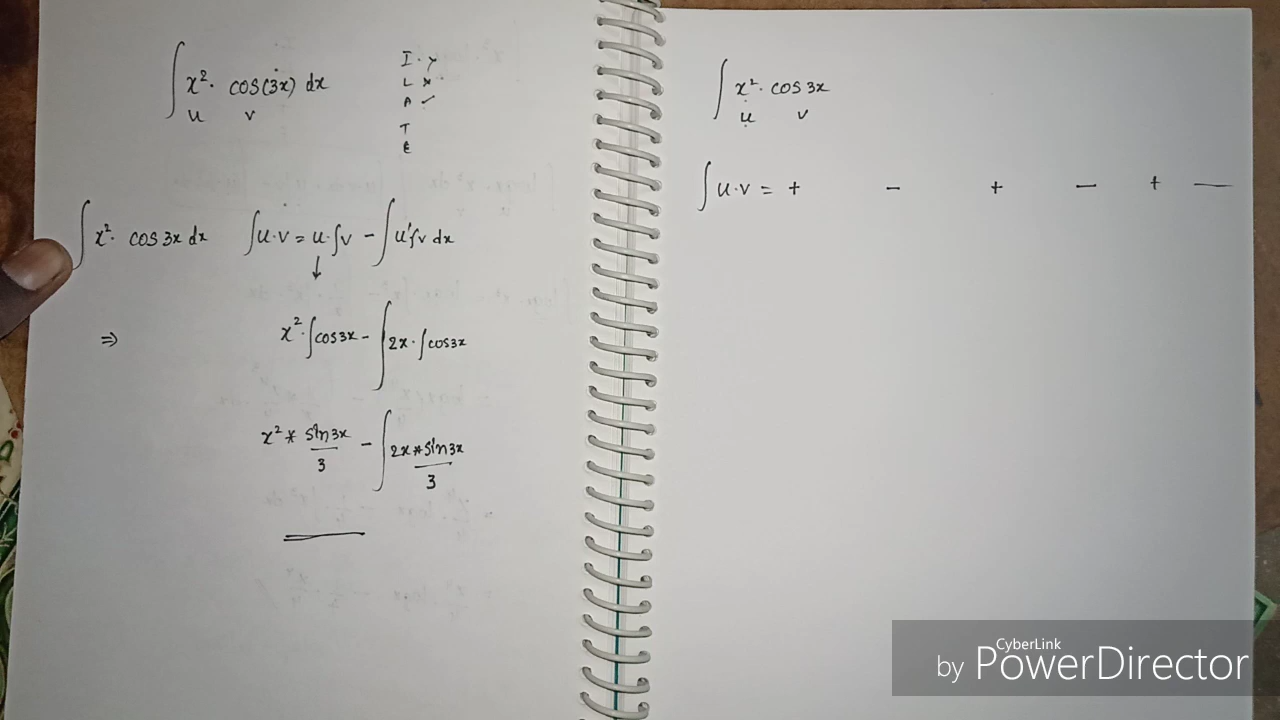 ∫ x². cos(3x) dx
u v
I. x
L x
A ✓
T
E
∫ x². cos 3x dx ∫u.v = u.∫v - ∫u'∫v dx
↓
⇒ x².∫cos3x - ∫2x.∫cos3x
x² * sin3x/3 - ∫2x*sin3x/3
∫ x². cos 3x
u v
∫u.v = + - + - + -
CyberLink
by PowerDirector